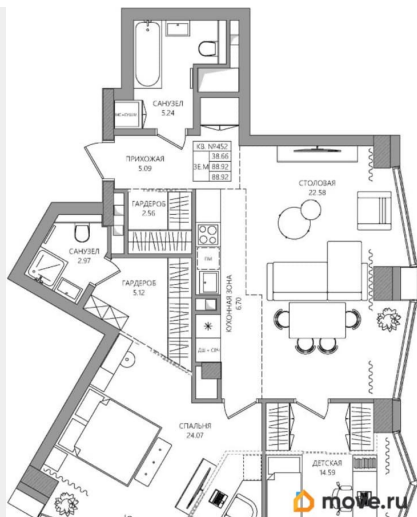 САНУЗЕЛ
5.24
КВ. №452
38.66
3Е.М 88.92
88.92
ПРИХОЖАЯ
5.09
СТОЛОВАЯ
22.58
ГАРДЕРОБ
2.56
САНУЗЕЛ
2.97
ПМ
ГАРДЕРОБ
5.12
КУХОННАЯ ЗОНА
6.70
СПАЛЬНЯ
24.07
ДЕТСКАЯ
14.59
move.ru